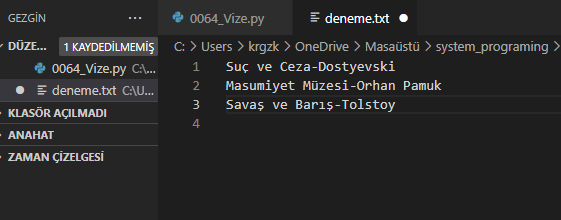 GEZGİN
DÜZE... 1 KAYDEDİLMEMİŞ
0064_Vize.py C:\...
deneme.txt C:\U...
KLASÖR AÇILMADI
ANAHAT
ZAMAN ÇİZELGESİ
0064_Vize.py
deneme.txt
C: > Users > krgzk > OneDrive > Masaüstü > system_programing >
1 Suç ve Ceza-Dostyevski
2 Masumiyet Müzesi-Orhan Pamuk
3 Savaş ve Barış-Tolstoy
4